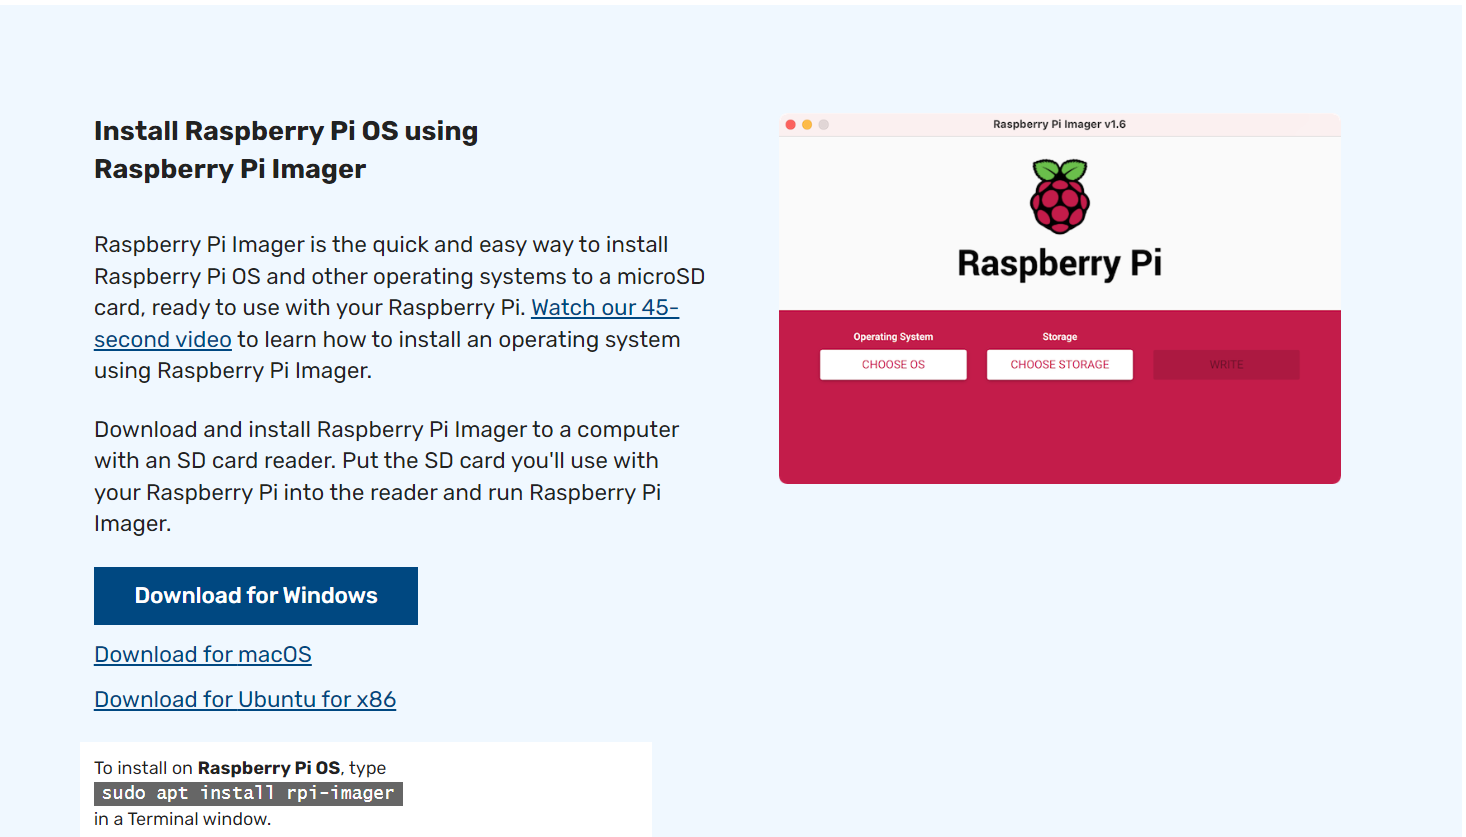 Install Raspberry Pi OS using
Raspberry Pi Imager
Raspberry Pi Imager is the quick and easy way to install
Raspberry Pi OS and other operating systems to a microSD
card, ready to use with your Raspberry Pi. Watch our 45-
second video to learn how to install an operating system
using Raspberry Pi Imager.
Download and install Raspberry Pi Imager to a computer
with an SD card reader. Put the SD card you'll use with
your Raspberry Pi into the reader and run Raspberry Pi
Imager.
Download for Windows
Download for macOS
Download for Ubuntu for x86
To install on Raspberry Pi OS, type
sudo apt install rpi-imager
in a Terminal window.
Raspberry Pi Imager v1.6
Raspberry Pi
Operating System
Storage
CHOOSE OS
CHOOSE STORAGE
WRITE